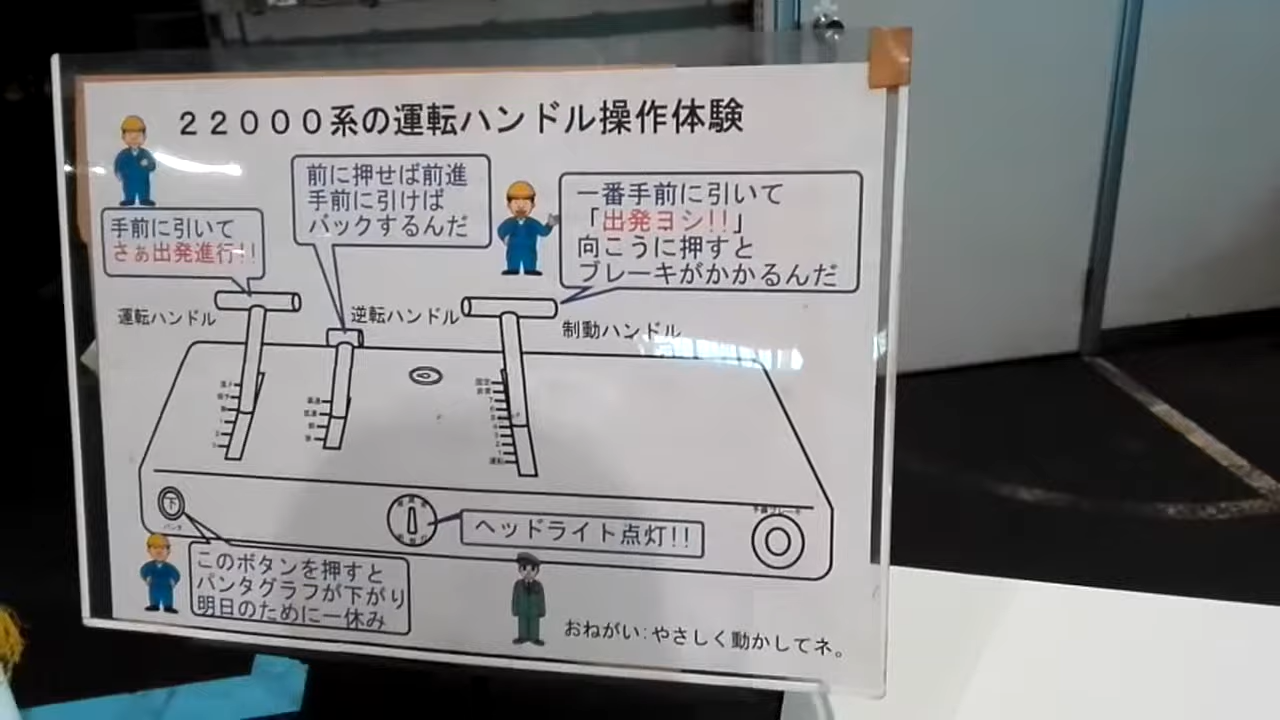 22000系の運転ハンドル操作体験
手前に引いて
さぁ出発進行!!
前に押せば前進
手前に引けば
バックするんだ
一番手前に引いて
「出発ヨシ!!」
向こうに押すと
ブレーキがかかるんだ
運転ハンドル
逆転ハンドル
制動ハンドル
運転
下
パンタ
ヘッドライト点灯!!
このボタンを押すと
パンタグラフが下がり
明日のために一休み
おねがい:やさしく動かしてネ。